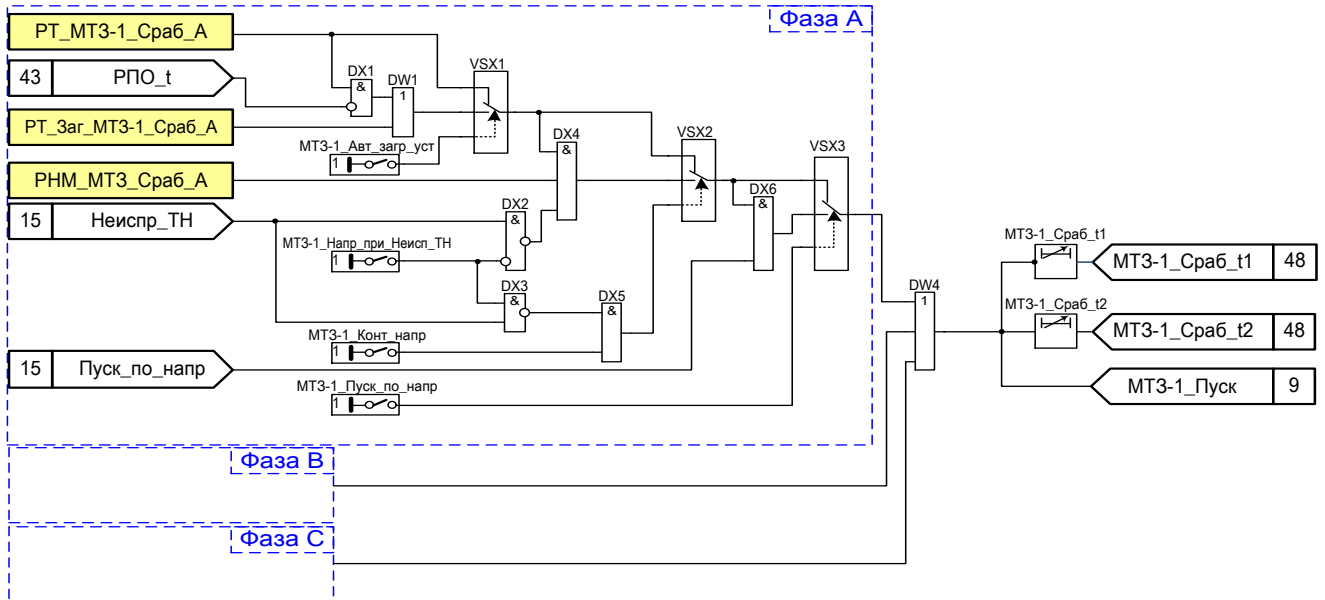 Фаза А
РТ_МТЗ-1_Сраб_А
43 РПО_t
РТ_Заг_МТЗ-1_Сраб_А
РНМ_МТЗ_Сраб_А
15 Неиспр_ТН
15 Пуск_по_напр
DX1
&
DW1
1
VSX1
МТЗ-1_Авт_загр_уст
1
DX4
&
DX2
&
МТЗ-1_Напр_при_Неисп_ТН
1
DX3
&
DX5
&
МТЗ-1_Конт_напр
1
МТЗ-1_Пуск_по_напр
1
VSX2
DX6
&
VSX3
DW4
1
МТЗ-1_Сраб_t1
МТЗ-1_Сраб_t1 48
МТЗ-1_Сраб_t2
МТЗ-1_Сраб_t2 48
МТЗ-1_Пуск 9
Фаза В
Фаза С